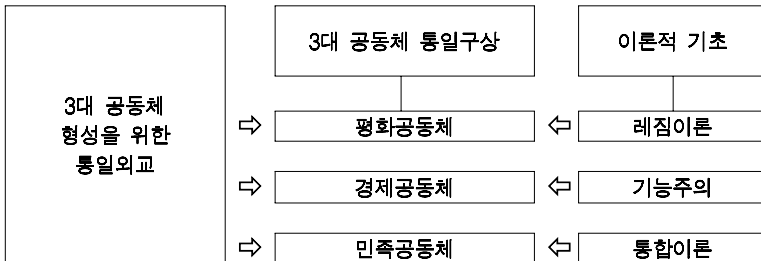 3대 공동체
형성을 위한
통일외교
3대 공동체 통일구상
이론적 기초
평화공동체
레짐이론
경제공동체
기능주의
민족공동체
통합이론